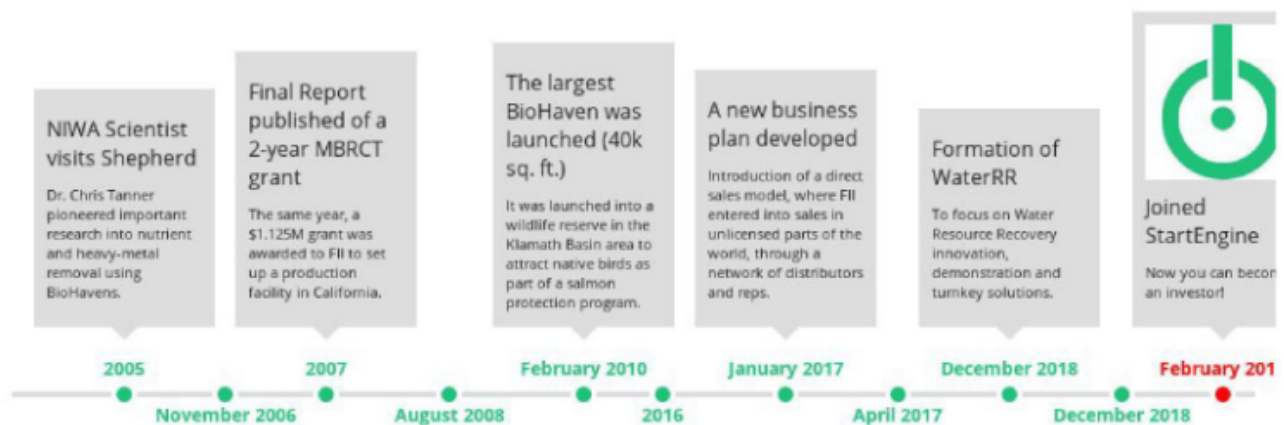 NIWA Scientist
visits Shepherd
Dr. Chris Tanner
pioneered important
research into nutrient
and heavy-metal
removal using
BioHavens.
Final Report
published of a
2-year MBRCT
grant
The same year, a
$1.125M grant was
awarded to FII to set
up a production
facility in California.
The largest
BioHaven was
launched (40k
sq. ft.)
It was launched into a
wildlife reserve in the
Klamath Basin area to
attract native birds as
part of a salmon
protection program.
A new business
plan developed
Introduction of a direct
sales model, where FII
entered into sales in
unlicensed parts of the
world, through a
network of distributors
and reps.
Formation of
WaterRR
To focus on Water
Resource Recovery
innovation,
demonstration and
turnkey solutions.
Joined
StartEngine
Now you can becom
an investor!
2005
2007
February 2010
January 2017
December 2018
February 201
November 2006
August 2008
2016
April 2017
December 2018